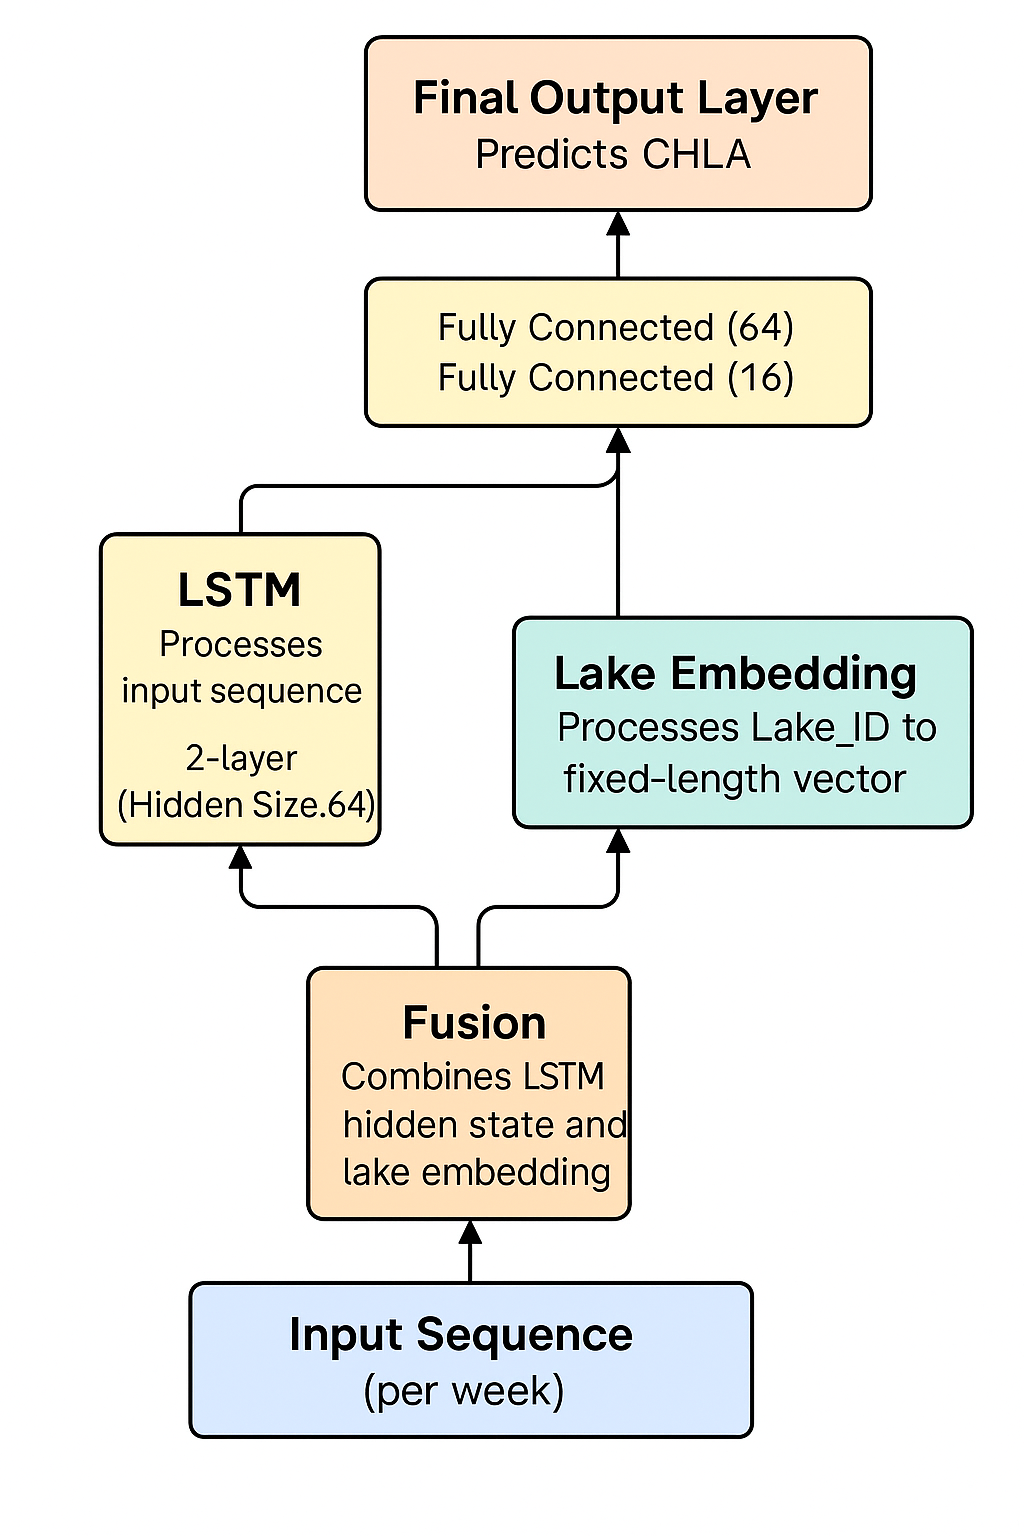 Final Output Layer
Predicts CHLA
Fully Connected (64)
Fully Connected (16)
LSTM
Processes
input sequence
2-layer
(Hidden Size.64)
Lake Embedding
Processes Lake_ID to
fixed-length vector
Fusion
Combines LSTM
hidden state and
lake embedding
Input Sequence
(per week)